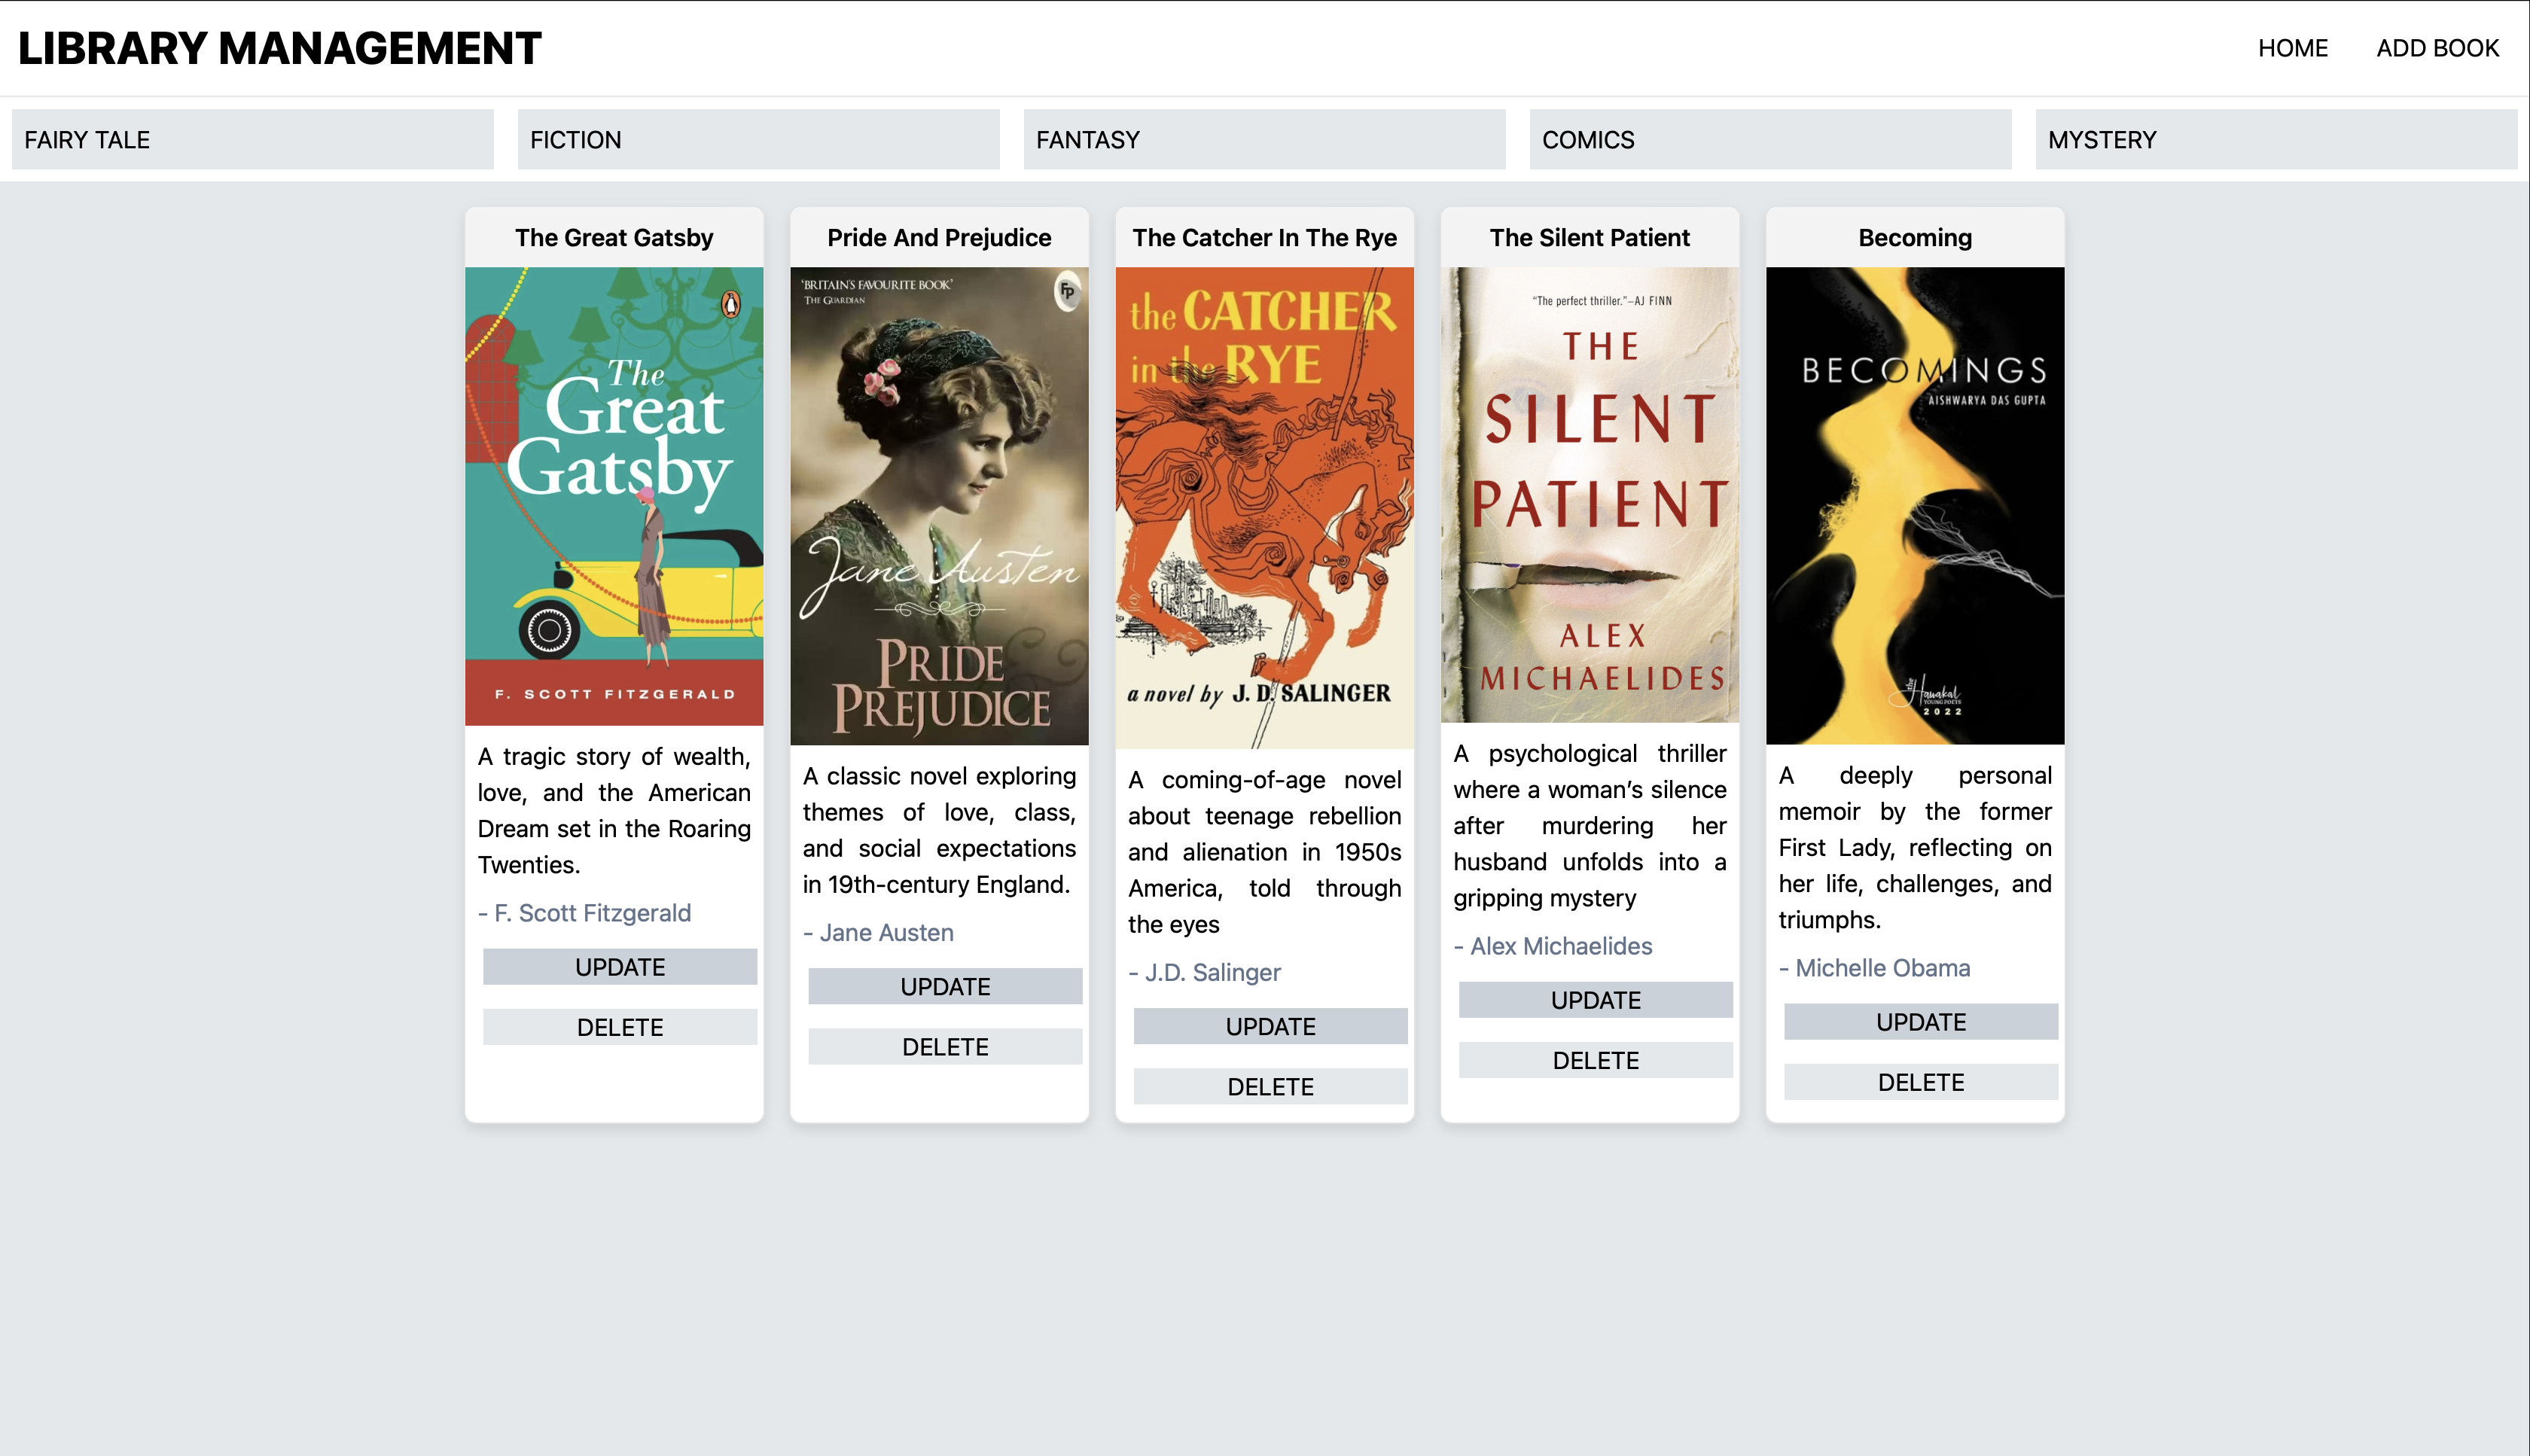 LIBRARY MANAGEMENT
HOME
ADD BOOK
FAIRY TALE
FICTION
FANTASY
COMICS
MYSTERY
The Great Gatsby
The
Great
Gatsby
F. SCOTT FITZGERALD
A tragic story of wealth,
love, and the American
Dream set in the Roaring
Twenties.
- F. Scott Fitzgerald
UPDATE
DELETE
Pride And Prejudice
'BRITAIN'S FAVOURITE BOOK'
THE GUARDIAN
FP
Jane Austen
PRIDE
PREJUDICE
A classic novel exploring
themes of love, class,
and social expectations
in 19th-century England.
- Jane Austen
UPDATE
DELETE
The Catcher In The Rye
the CATCHER
in the RYE
a novel by J. D. SALINGER
A coming-of-age novel
about teenage rebellion
and alienation in 1950s
America, told through
the eyes
- J.D. Salinger
UPDATE
DELETE
The Silent Patient
“The perfect thriller.”—AJ FINN
THE
SILENT
PATIENT
ALEX
MICHAELIDES
A psychological thriller
where a woman’s silence
after murdering her
husband unfolds into a
gripping mystery
- Alex Michaelides
UPDATE
DELETE
Becoming
BECOMINGS
AISHWARYA DAS GUPTA
the Hawakal
YOUNG POETS
2022
A deeply personal
memoir by the former
First Lady, reflecting on
her life, challenges, and
triumphs.
- Michelle Obama
UPDATE
DELETE